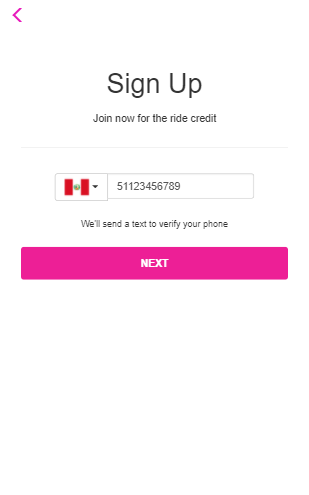 Sign Up
Join now for the ride credit
51123456789
We'll send a text to verify your phone
NEXT